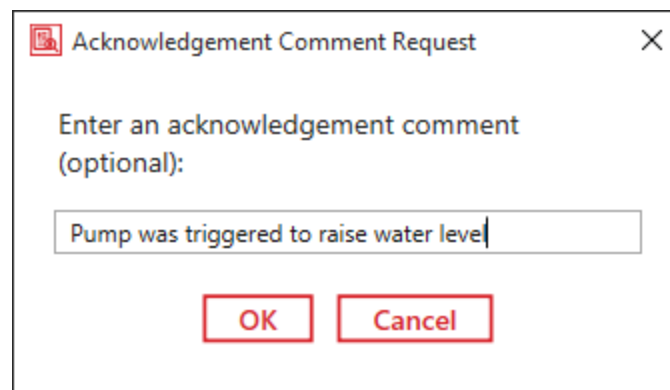 Acknowledgement Comment Request
Enter an acknowledgement comment
(optional):
Pump was triggered to raise water level
OK Cancel